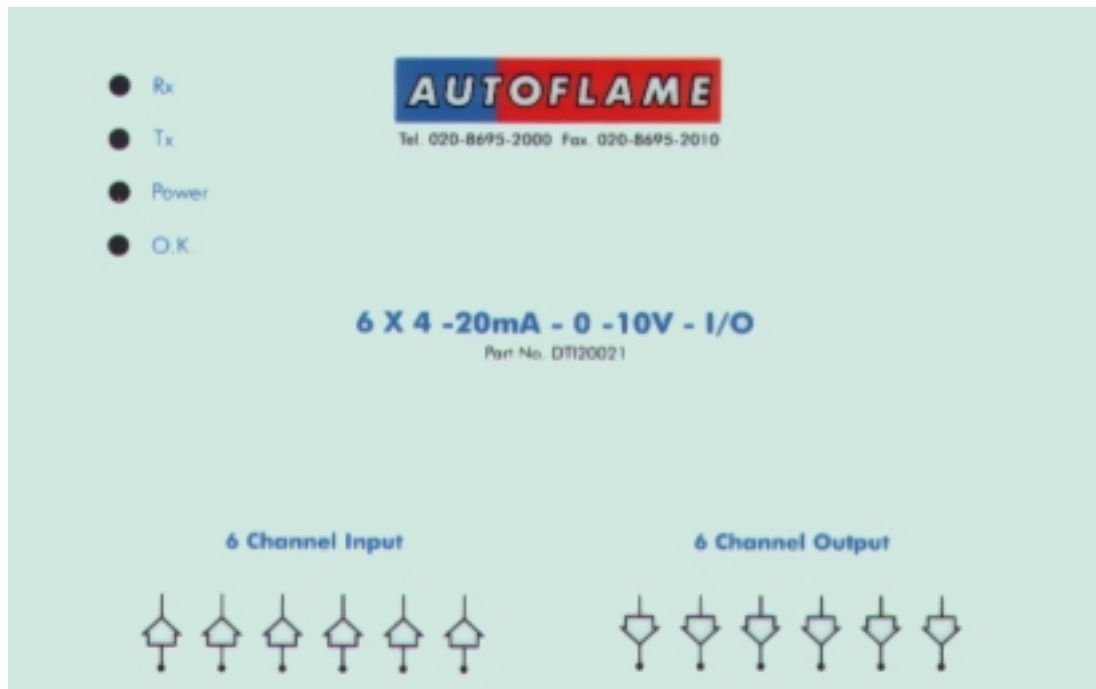 Rx
AUTOFLAME
Tel. 020-8695-2000 Fax. 020-8695-2010
Tx
Power
O.K.
6 X 4 -20mA - 0 -10V - I/O
Part No. DTI20021
6 Channel Input
6 Channel Output